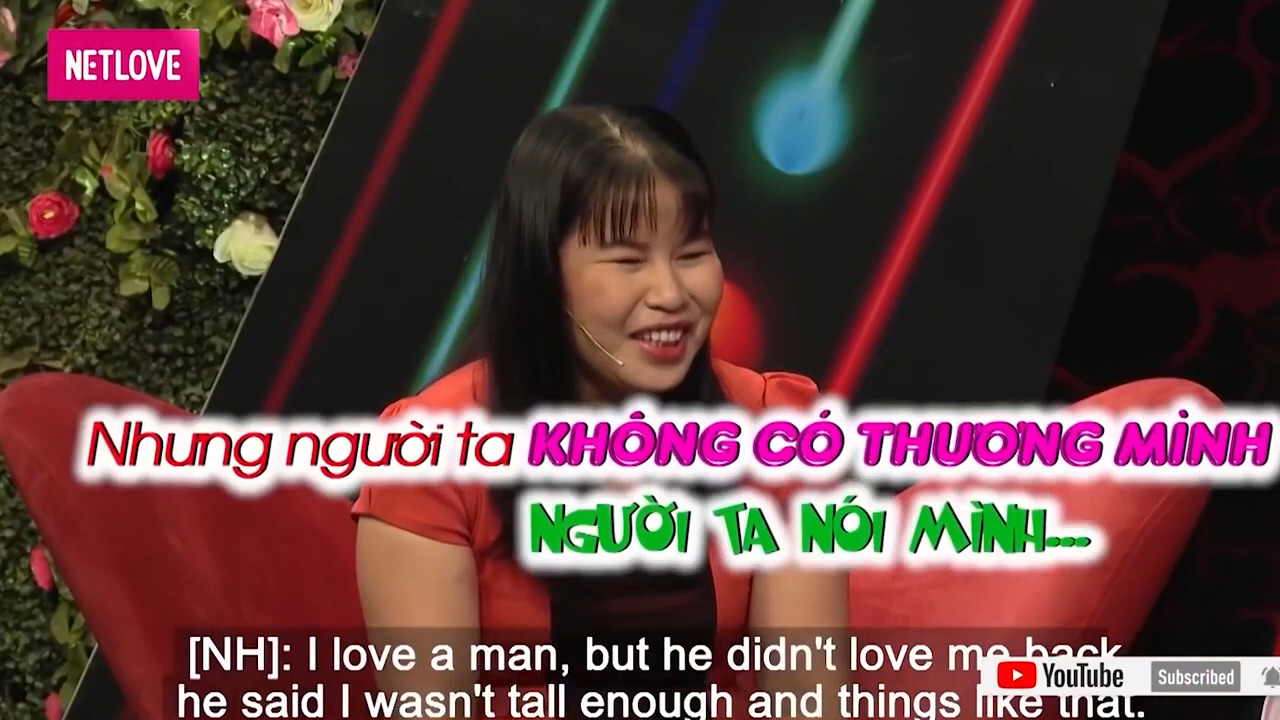 NETLOVE
Nhưng người ta KHÔNG CÓ THƯƠNG MÌNH
NGƯỜI TA NÓI MÌNH...
[NH]: I love a man, but he didn't love me back,
he said I wasn't tall enough and things like that.
YouTube Subscribed